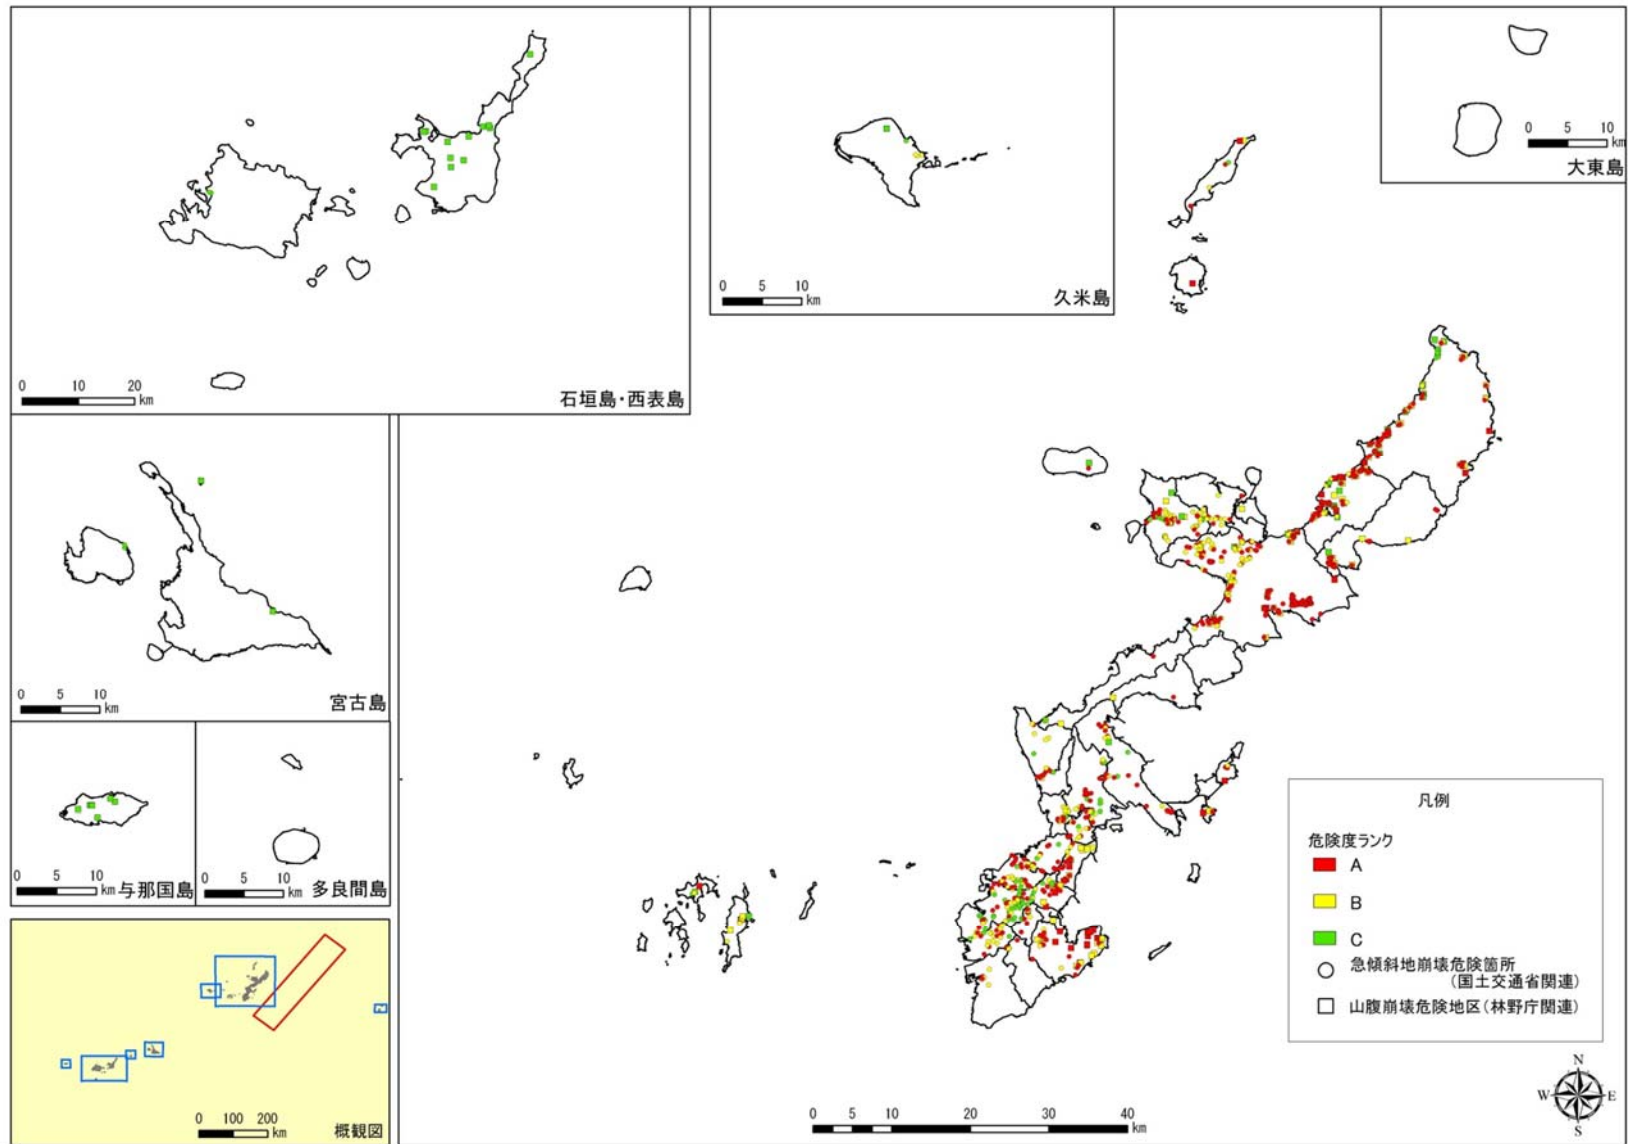 0 5 10
km
大東島
0 5 10
km
久米島
0 10 20
km
石垣島・西表島
0 5 10
km
宮古島
0 5 10
km
与那国島
0 5 10
km
多良間島
凡例
危険度ランク
A
B
C
急傾斜地崩壊危険箇所
(国土交通省関連)
山腹崩壊危険地区(林野庁関連)
N
W E
S
0 100 200
km
概観図
0 5 10 20 30 40
km